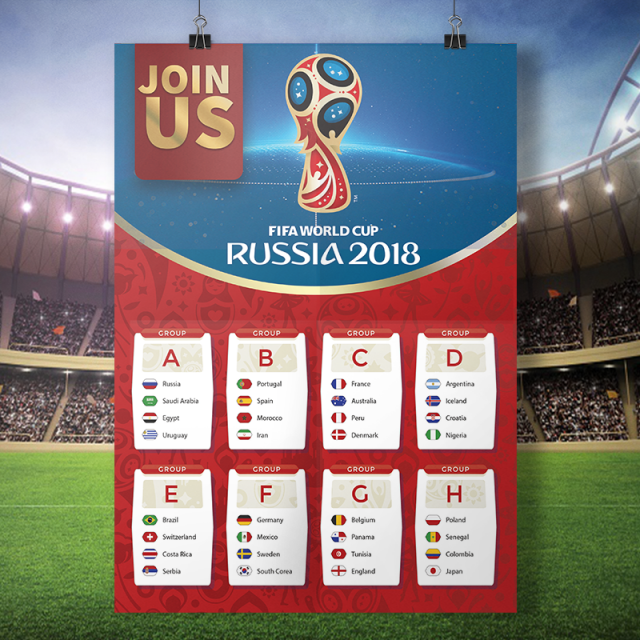 JOIN
US
FIFA WORLD CUP
RUSSIA 2018
GROUP
A
Russia
Saudi Arabia
Egypt
Uruguay
GROUP
B
Portugal
Spain
Morocco
Iran
GROUP
C
France
Australia
Peru
Denmark
GROUP
D
Argentina
Iceland
Croatia
Nigeria
GROUP
E
Brazil
Switzerland
Costa Rica
Serbia
GROUP
F
Germany
Mexico
Sweden
South Corea
GROUP
G
Belgium
Panama
Tunisia
England
GROUP
H
Poland
Senegal
Colombia
Japan